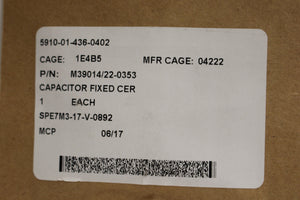 5910-01-436-0402
CAGE: 1E4B5 MFR CAGE: 04222
P/N: M39014/22-0353
CAPACITOR FIXED CER
1 EACH
SPE7M3-17-V-0892
MCP 06/17